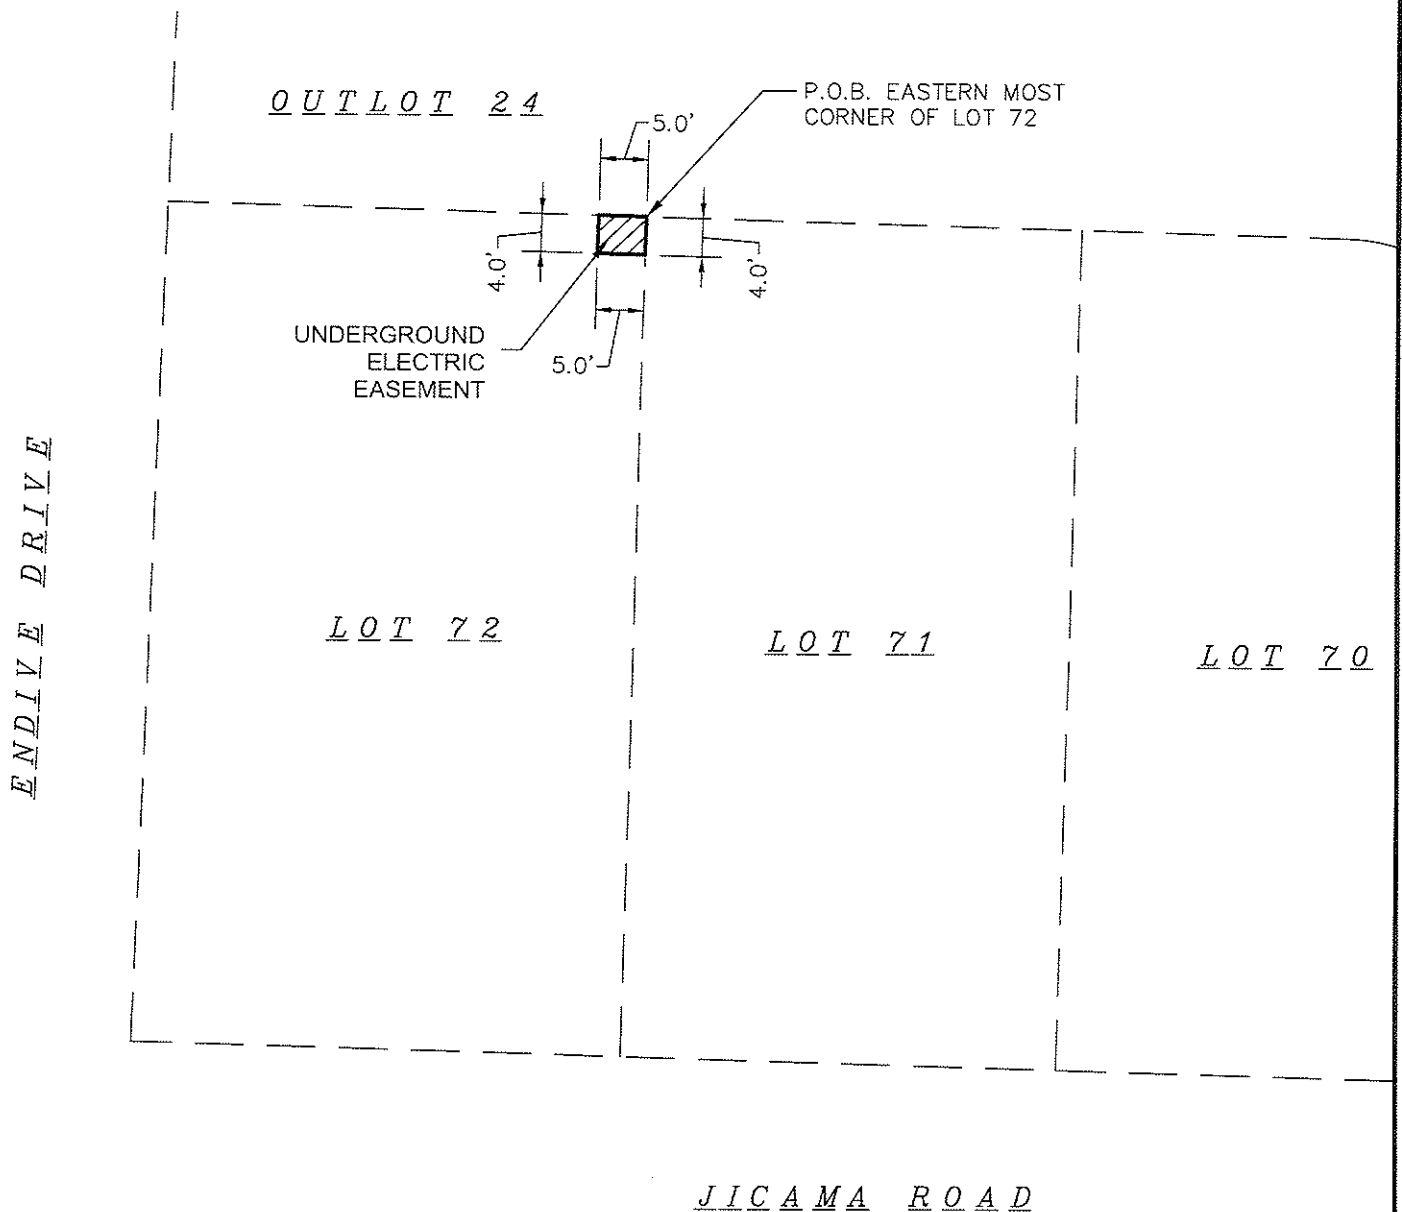 OUTLOT 24
P.O.B. EASTERN MOST
CORNER OF LOT 72
5.0'
4.0'
4.0'
UNDERGROUND
ELECTRIC
EASEMENT
5.0'
ENDIVE DRIVE
LOT 72
LOT 71
LOT 70
JICAMA ROAD